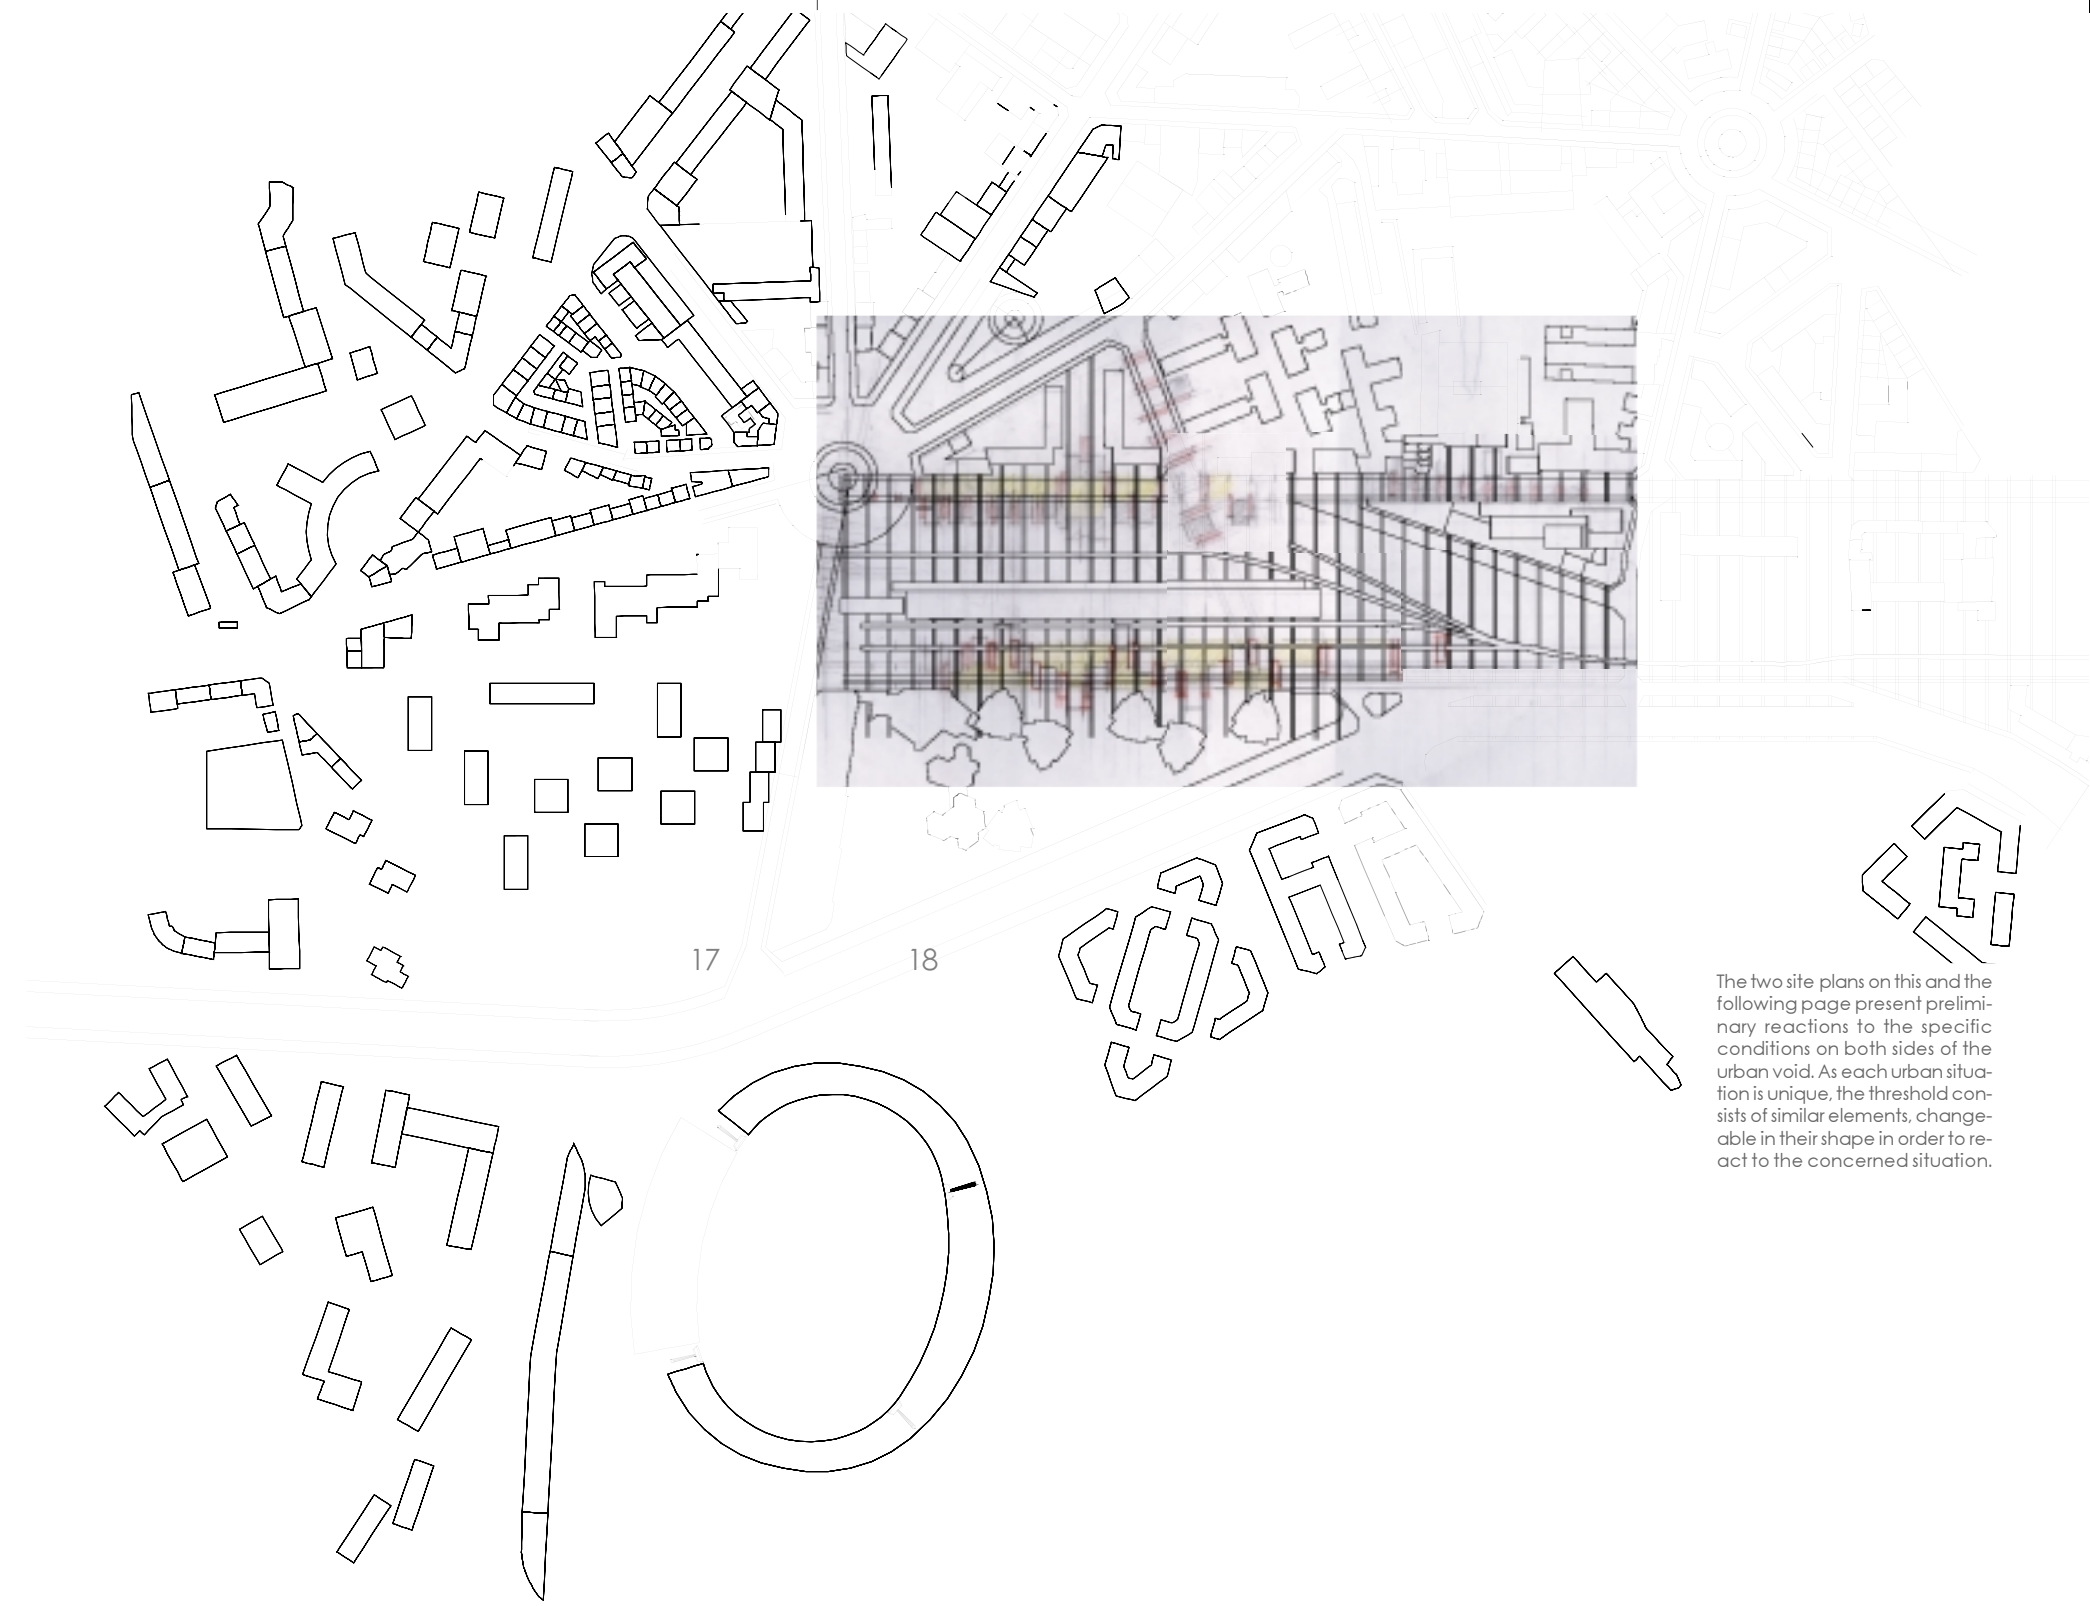 17
18
The two site plans on this and the
following page present prelimi-
nary reactions to the specific
conditions on both sides of the
urban void. As each urban situa-
tion is unique, the threshold con-
sists of similar elements, change-
able in their shape in order to re-
act to the concerned situation.